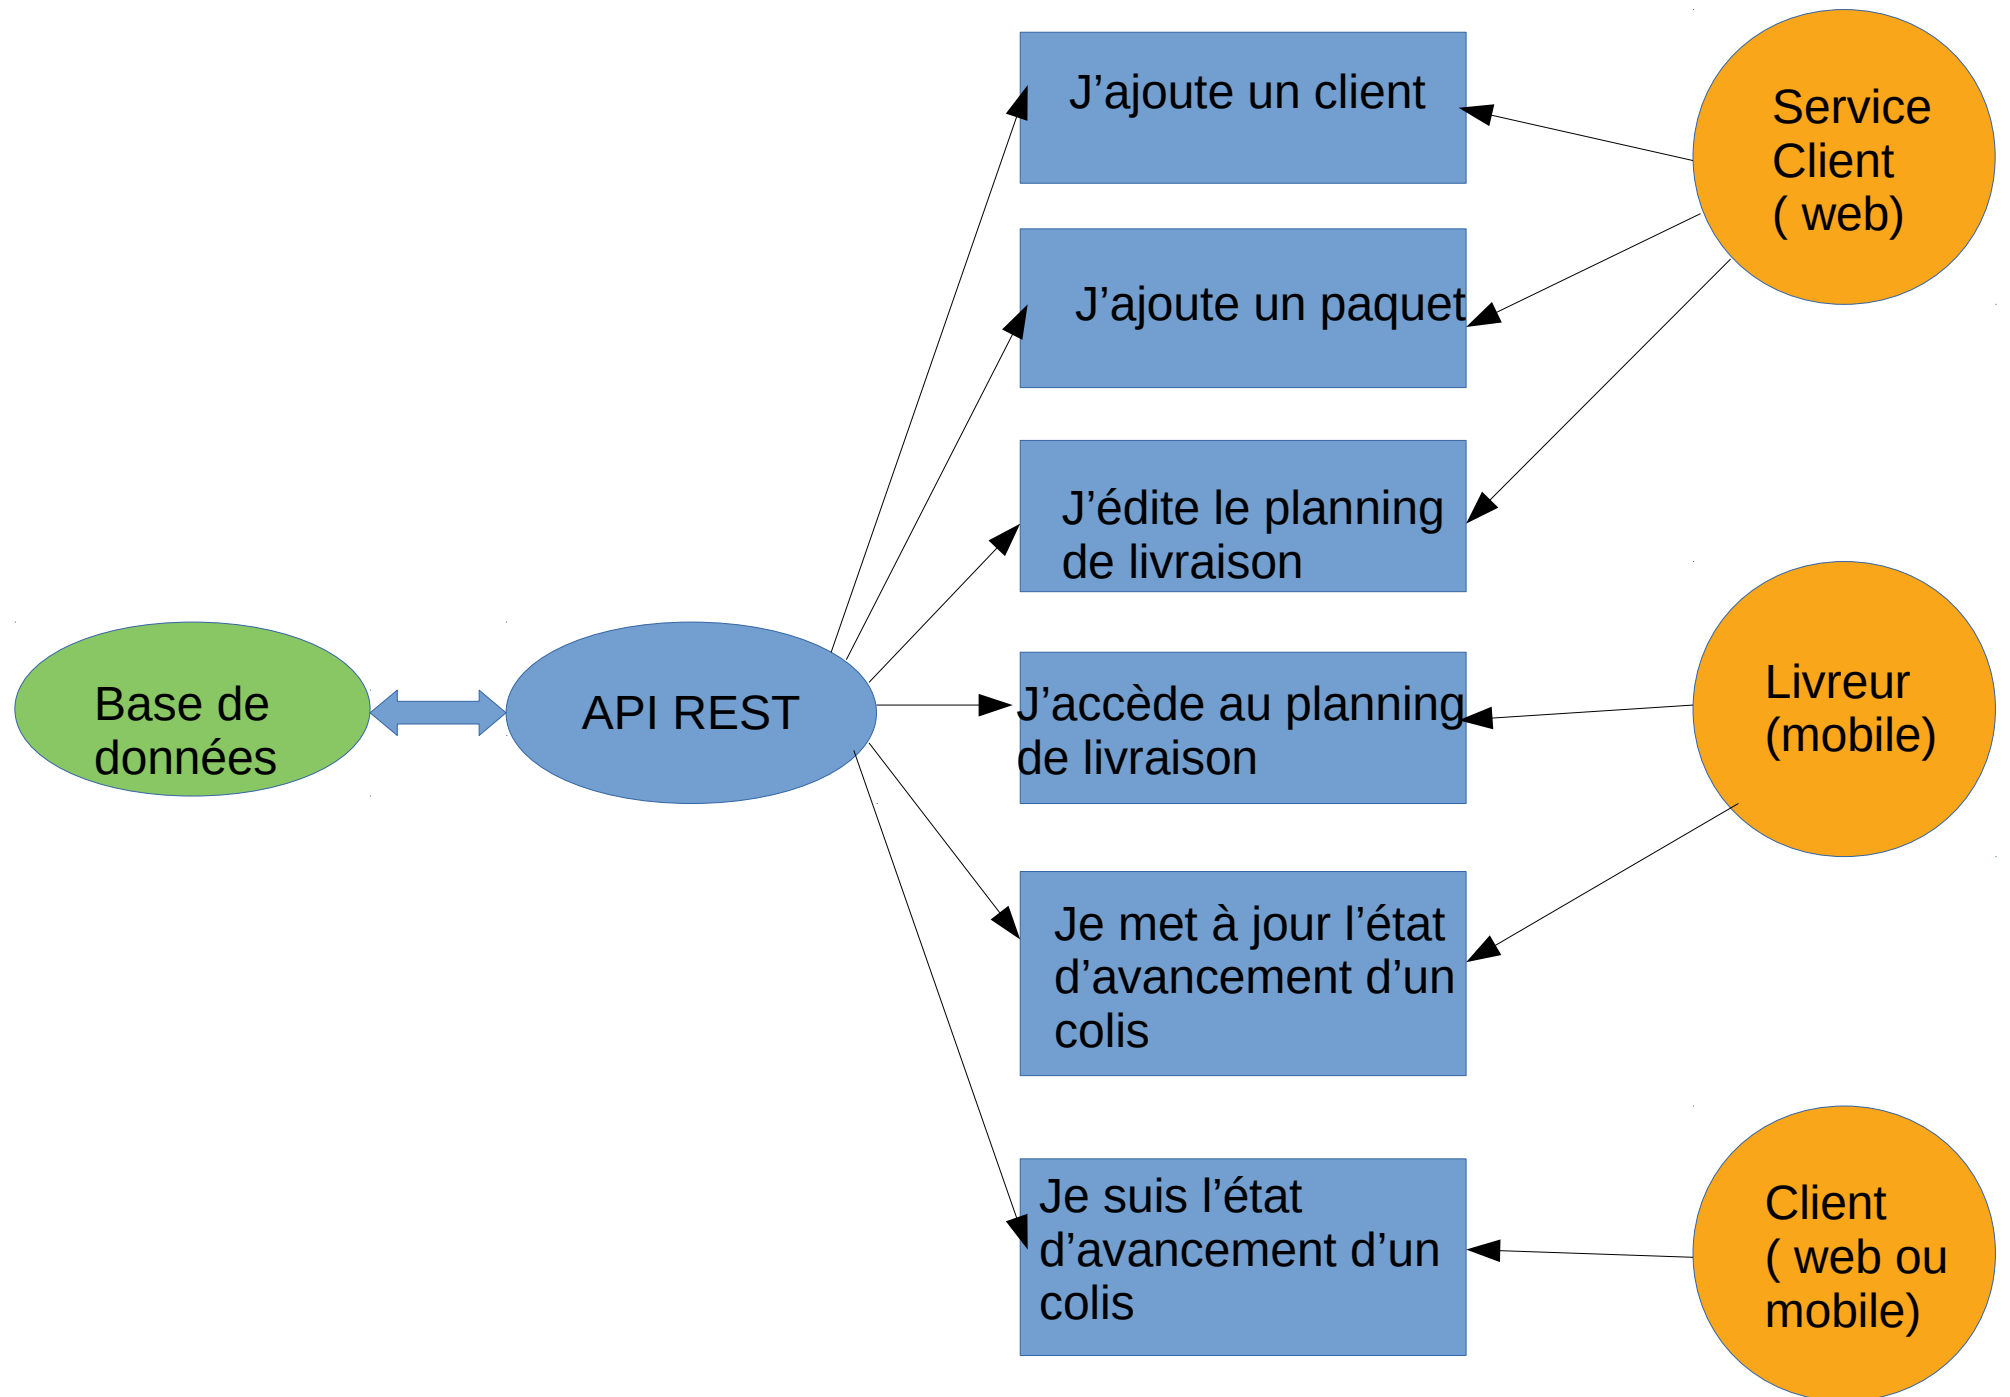 J’ajoute un client
Service
Client
( web)
J’ajoute un paquet
J’édite le planning
de livraison
Base de
données
API REST
J’accède au planning
de livraison
Livreur
(mobile)
Je met à jour l’état
d’avancement d’un
colis
Je suis l’état
d’avancement d’un
colis
Client
( web ou
mobile)